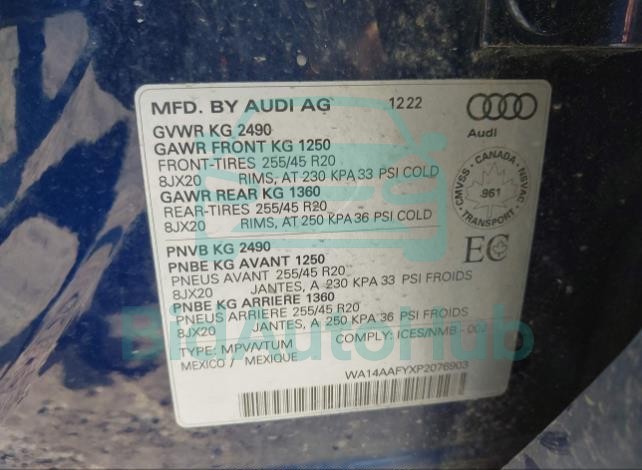 MFD. BY AUDI AG 1222
Audi
GVWR KG 2490
GAWR FRONT KG 1250
FRONT-TIRES 255/45 R20
8JX20 RIMS, AT 230 KPA 33 PSI COLD
GAWR REAR KG 1360
REAR-TIRES 255/45 R20
8JX20 RIMS, AT 250 KPA 36 PSI COLD
CMVSS - CANADA - NSVAC
961
TRANSPORT
EC
PNVB KG 2490
PNBE KG AVANT 1250
PNEUS AVANT 255/45 R20
8JX20 JANTES, A 230 KPA 33 PSI FROIDS
PNBE KG ARRIERE 1360
PNEUS ARRIERE 255/45 R20
8JX20 JANTES, A 250 KPA 36 PSI FROIDS
TYPE: MPV/VTUM COMPLY: ICES/NMB - 002
MEXICO / MEXIQUE
WA14AAFYXP2076903
BidAutoHub